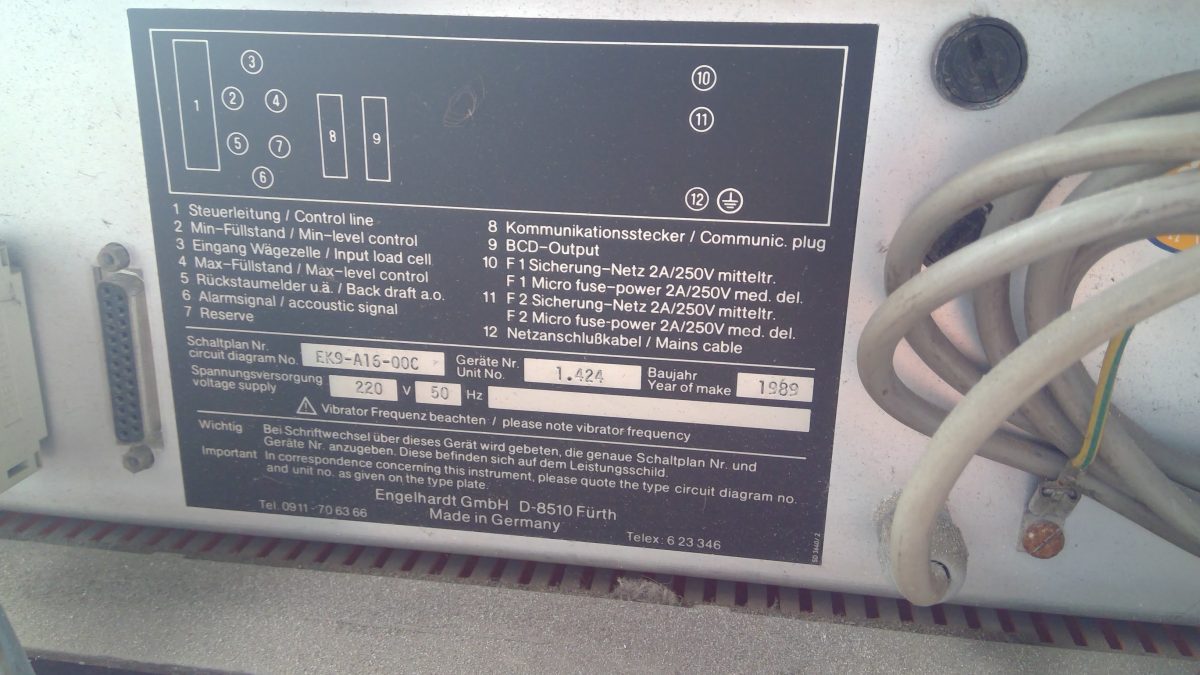 1
3
2
4
5
7
6
8
9
10
11
12
1 Steuerleitung / Control line
2 Min-Füllstand / Min-level control
3 Eingang Wägezelle / Input load cell
4 Max-Füllstand / Max-level control
5 Rückstaumelder u.ä. / Back draft a.o.
6 Alarmsignal / accoustic signal
7 Reserve
8 Kommunikationsstecker / Communic. plug
9 BCD-Output
10 F 1 Sicherung-Netz 2A/250V mitteltr.
F 1 Micro fuse-power 2A/250V med. del.
11 F 2 Sicherung-Netz 2A/250V mitteltr.
F 2 Micro fuse-power 2A/250V med. del.
12 Netzanschlußkabel / Mains cable
Schaltplan Nr.
circuit diagram No. EK9-A16-00C
Geräte Nr.
Unit No. 1.424
Baujahr
Year of make 1989
Spannungsversorgung
voltage supply 220 V 50 Hz
Vibrator Frequenz beachten / please note vibrator frequency
Wichtig Bei Schriftwechsel über dieses Gerät wird gebeten, die genaue Schaltplan Nr. und
Geräte Nr. anzugeben. Diese befinden sich auf dem Leistungsschild.
Important In correspondence concerning this instrument, please quote the type circuit diagram no.
and unit no. as given on the type plate.
Engelhardt GmbH D-8510 Fürth
Tel. 0911-70 63 66 Made in Germany Telex: 6 23 346